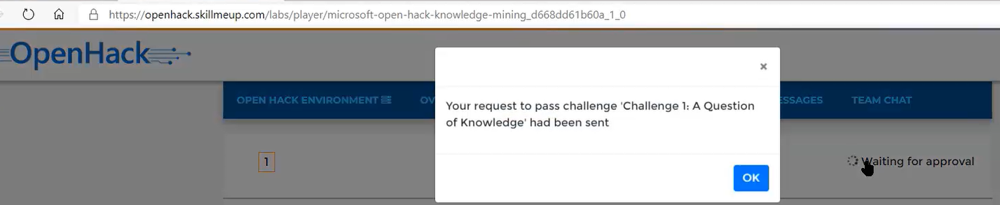 https://openhack.skillmeup.com/labs/player/microsoft-open-hack-knowledge-mining_d668dd61b60a_1_0
OpenHack
×
OPEN HACK ENVIRONMENT OV ESSAGES TEAM CHAT
Your request to pass challenge 'Challenge 1: A Question
of Knowledge' had been sent
1 Waiting for approval
OK